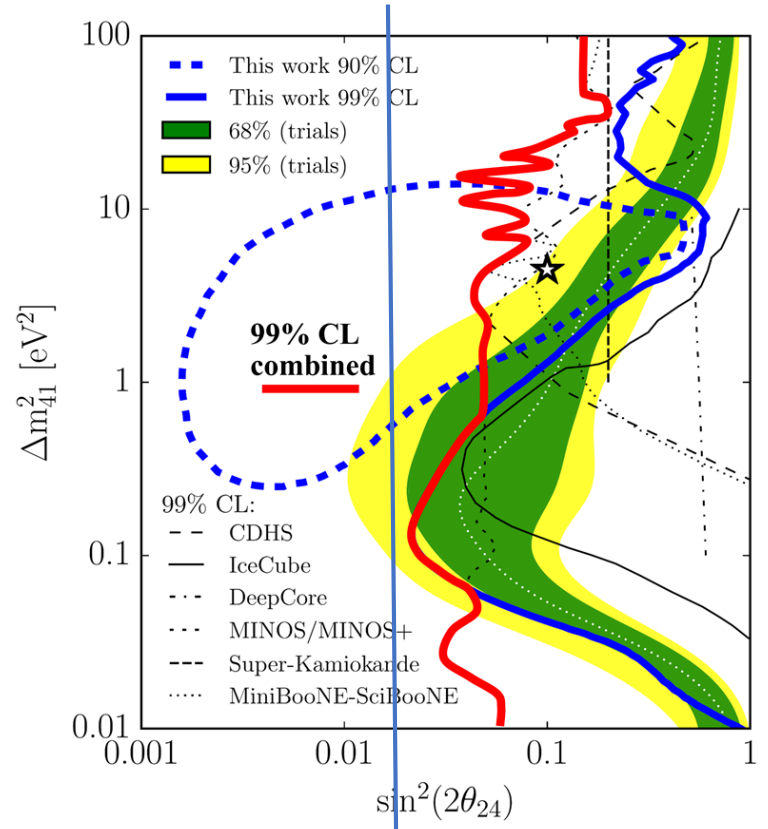 100
This work 90% CL
This work 99% CL
68% (trials)
95% (trials)
10
99% CL
combined
Δm²₄₁ [eV²]
1
99% CL:
CDHS
0.1
IceCube
DeepCore
MINOS/MINOS+
Super-Kamiokande
MiniBooNE-SciBooNE
0.01
0.001 0.01 0.1 1
sin²(2θ₂₄)